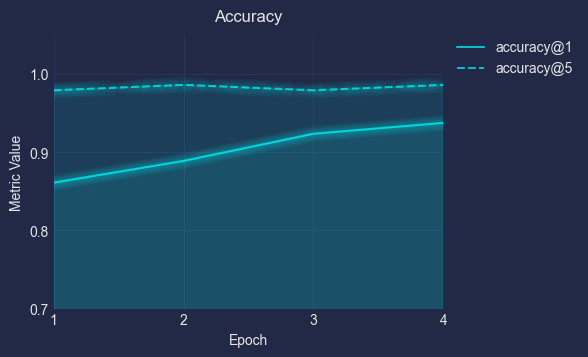 Accuracy
accuracy@1
accuracy@5
Metric Value
1.0
0.9
0.8
0.7
1 2 3 4
Epoch